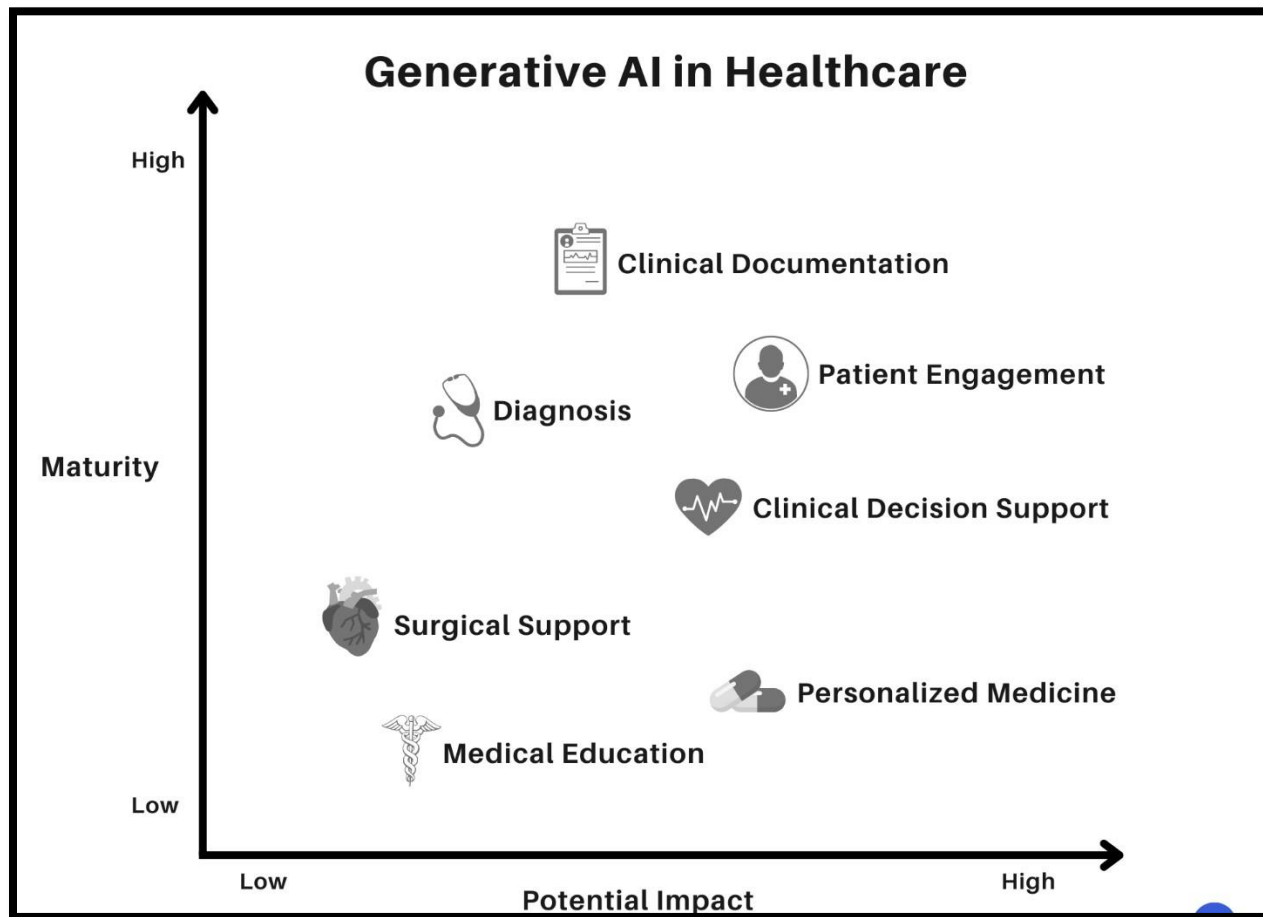 Generative AI in Healthcare
High
Clinical Documentation
Patient Engagement
Diagnosis
Maturity
Clinical Decision Support
Surgical Support
Personalized Medicine
Medical Education
Low
Low
High
Potential Impact